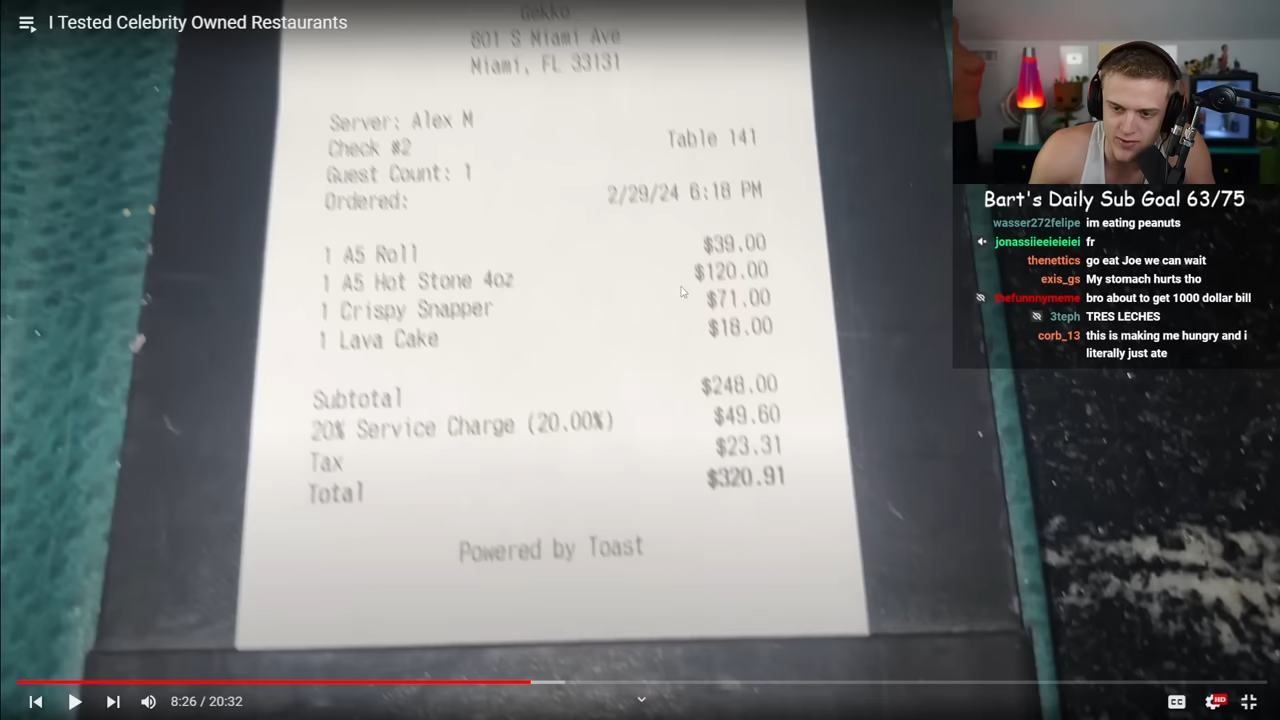 I Tested Celebrity Owned Restaurants
Gekko
801 S Miami Ave
Miami, FL 33131
Server: Alex M
Check #2
Table 141
Guest Count: 1
Ordered:
2/29/24 6:18 PM
1 A5 Roll $39.00
1 A5 Hot Stone 4oz $120.00
1 Crispy Snapper $71.00
1 Lava Cake $18.00
Subtotal $248.00
20% Service Charge (20.00%) $49.60
Tax $23.31
Total $320.91
Powered by Toast
Bart's Daily Sub Goal 63/75
wasser272felipe im eating peanuts
jonassiieeieieiei fr
thenettics go eat Joe we can wait
exis_gs My stomach hurts tho
thefunnnymeme bro about to get 1000 dollar bill
3teph TRES LECHES
corb_13 this is making me hungry and i
literally just ate
8:26 / 20:32
CC
HD